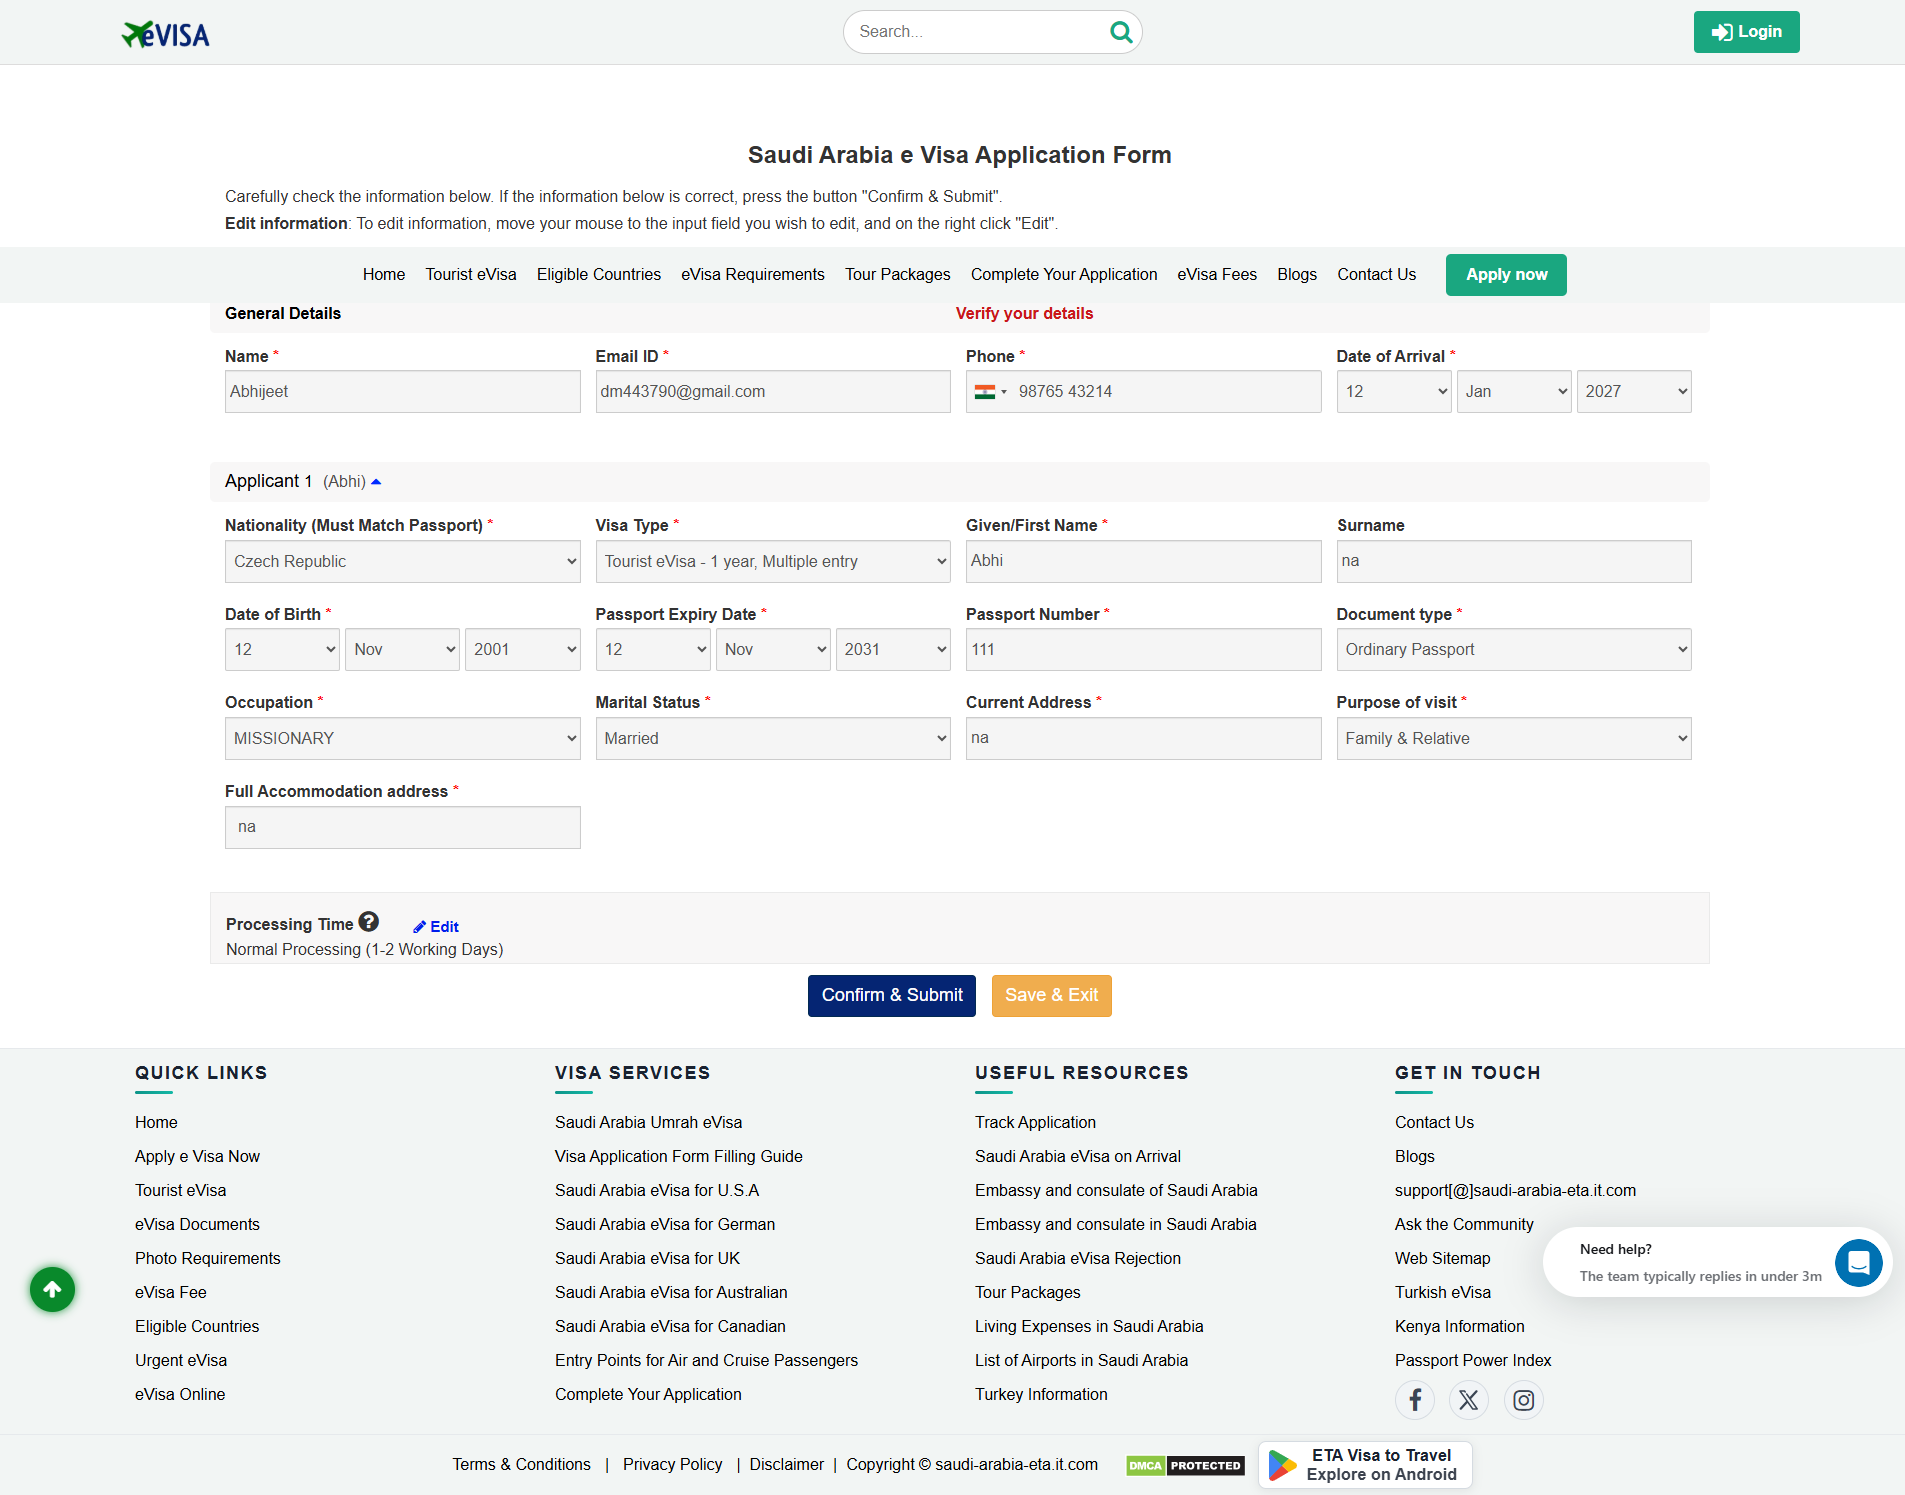 eVISA
Search...
Login
Saudi Arabia e Visa Application Form
Carefully check the information below. If the information below is correct, press the button "Confirm & Submit".
Edit information: To edit information, move your mouse to the input field you wish to edit, and on the right click "Edit".
Home Tourist eVisa Eligible Countries eVisa Requirements Tour Packages Complete Your Application eVisa Fees Blogs Contact Us Apply now
General Details Verify your details
Name * Email ID * Phone * Date of Arrival *
Abhijeet dm443790@gmail.com 98765 43214 12 Jan 2027
Applicant 1 (Abhi)
Nationality (Must Match Passport) * Visa Type * Given/First Name * Surname
Czech Republic Tourist eVisa - 1 year, Multiple entry Abhi na
Date of Birth * Passport Expiry Date * Passport Number * Document type *
12 Nov 2001 12 Nov 2031 111 Ordinary Passport
Occupation * Marital Status * Current Address * Purpose of visit *
MISSIONARY Married na Family & Relative
Full Accommodation address *
na
Processing Time ? Edit
Normal Processing (1-2 Working Days)
Confirm & Submit Save & Exit
QUICK LINKS
Home
Apply e Visa Now
Tourist eVisa
eVisa Documents
Photo Requirements
eVisa Fee
Eligible Countries
Urgent eVisa
eVisa Online
VISA SERVICES
Saudi Arabia Umrah eVisa
Visa Application Form Filling Guide
Saudi Arabia eVisa for U.S.A
Saudi Arabia eVisa for German
Saudi Arabia eVisa for UK
Saudi Arabia eVisa for Australian
Saudi Arabia eVisa for Canadian
Entry Points for Air and Cruise Passengers
Complete Your Application
USEFUL RESOURCES
Track Application
Saudi Arabia eVisa on Arrival
Embassy and consulate of Saudi Arabia
Embassy and consulate in Saudi Arabia
Saudi Arabia eVisa Rejection
Tour Packages
Living Expenses in Saudi Arabia
List of Airports in Saudi Arabia
Turkey Information
GET IN TOUCH
Contact Us
Blogs
support[@]saudi-arabia-eta.it.com
Ask the Community
Web Sitemap
Turkish eVisa
Kenya Information
Passport Power Index
Need help?
The team typically replies in under 3m
Terms & Conditions | Privacy Policy | Disclaimer | Copyright © saudi-arabia-eta.it.com
DMCA PROTECTED
ETA Visa to Travel
Explore on Android